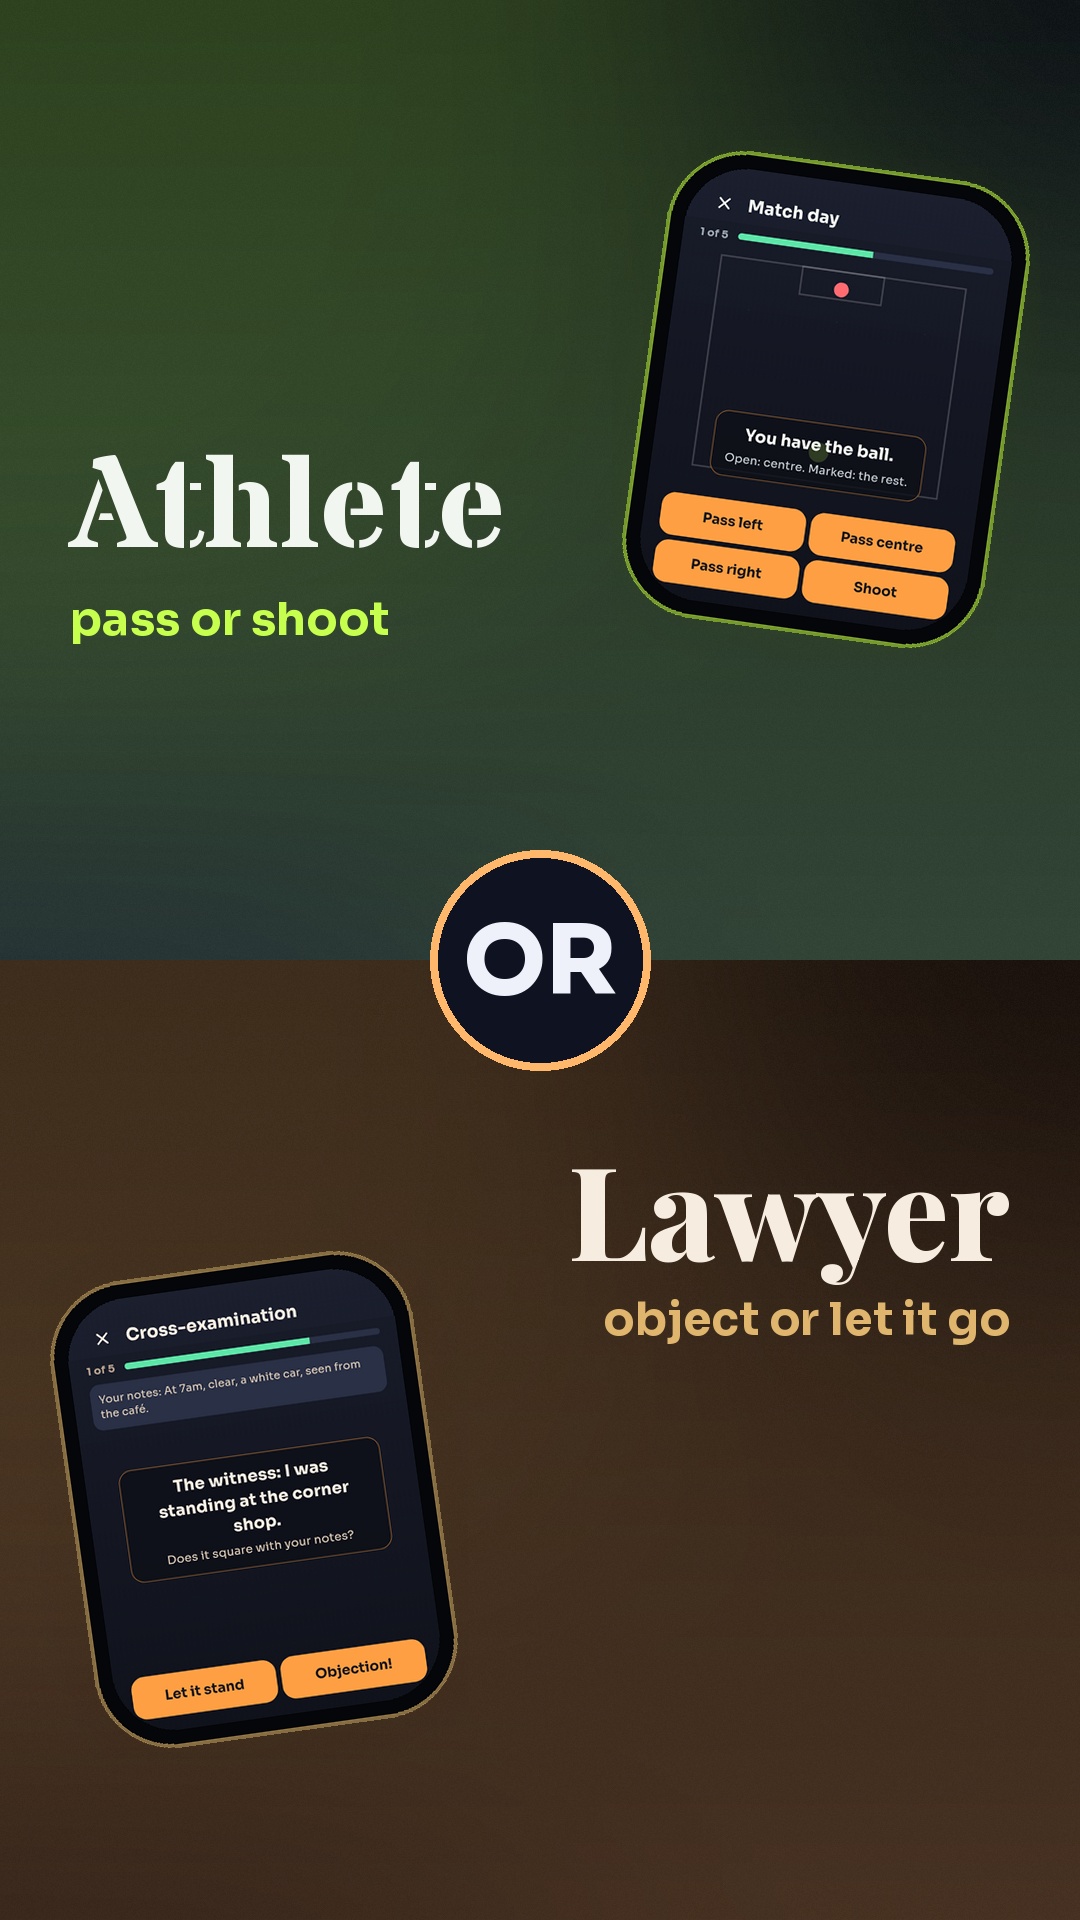 Match day
1 of 5
You have the ball.
Open: centre. Marked: the rest.
Pass left
Pass centre
Pass right
Shoot
Athlete
pass or shoot
OR
Lawyer
object or let it go
Cross-examination
1 of 5
Your notes: At 7am, clear, a white car, seen from
the café.
The witness: I was
standing at the corner
shop.
Does it square with your notes?
Let it stand
Objection!